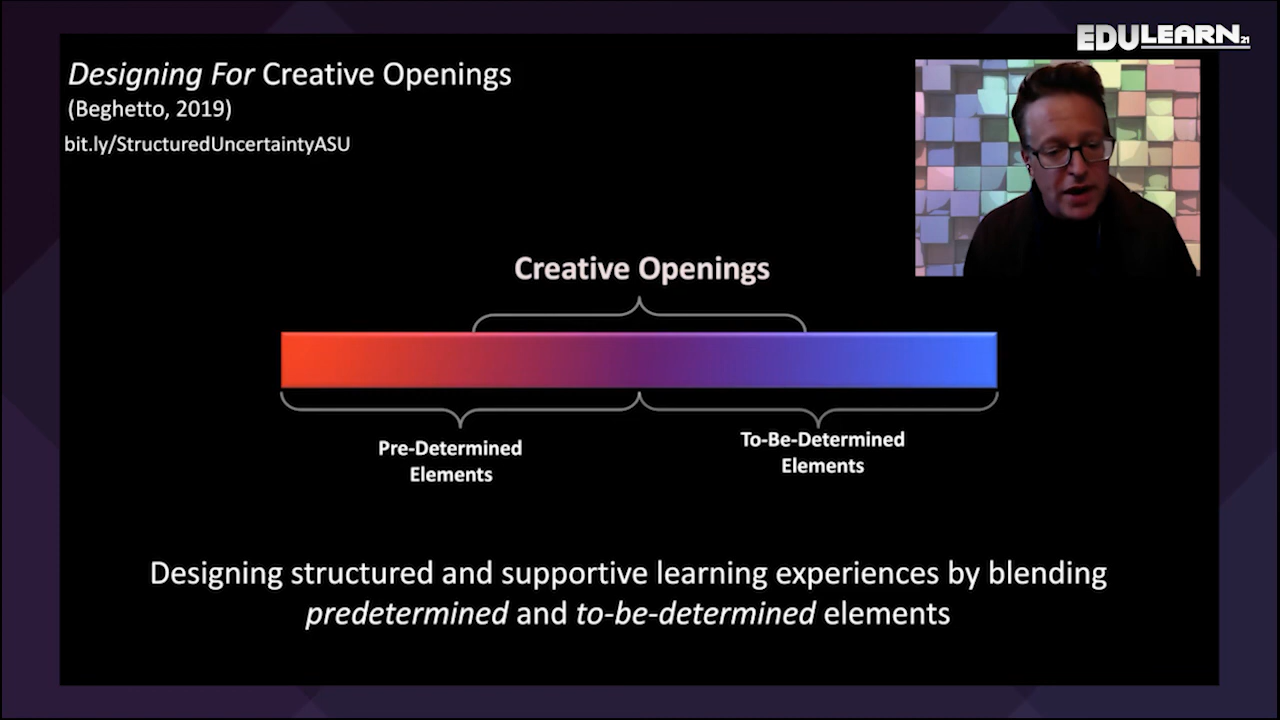 EDULEARN21
Designing For Creative Openings
(Beghetto, 2019)
bit.ly/StructuredUncertaintyASU
Creative Openings
Pre-Determined
Elements
To-Be-Determined
Elements
Designing structured and supportive learning experiences by blending
predetermined and to-be-determined elements